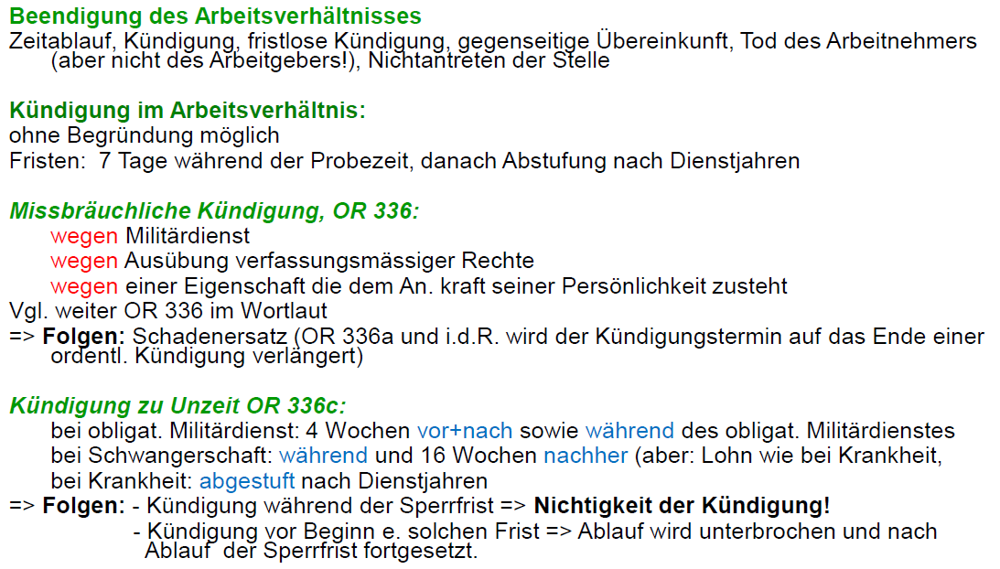 Beendigung des Arbeitsverhältnisses
Zeitablauf, Kündigung, fristlose Kündigung, gegenseitige Übereinkunft, Tod des Arbeitnehmers
(aber nicht des Arbeitgebers!), Nichtantreten der Stelle
Kündigung im Arbeitsverhältnis:
ohne Begründung möglich
Fristen: 7 Tage während der Probezeit, danach Abstufung nach Dienstjahren
Missbräuchliche Kündigung, OR 336:
wegen Militärdienst
wegen Ausübung verfassungsmässiger Rechte
wegen einer Eigenschaft die dem An. kraft seiner Persönlichkeit zusteht
Vgl. weiter OR 336 im Wortlaut
=> Folgen: Schadenersatz (OR 336a und i.d.R. wird der Kündigungstermin auf das Ende einer
ordentl. Kündigung verlängert)
Kündigung zu Unzeit OR 336c:
bei obligat. Militärdienst: 4 Wochen vor+nach sowie während des obligat. Militärdienstes
bei Schwangerschaft: während und 16 Wochen nachher (aber: Lohn wie bei Krankheit,
bei Krankheit: abgestuft nach Dienstjahren
=> Folgen: - Kündigung während der Sperrfrist => Nichtigkeit der Kündigung!
- Kündigung vor Beginn e. solchen Frist => Ablauf wird unterbrochen und nach
Ablauf der Sperrfrist fortgesetzt.